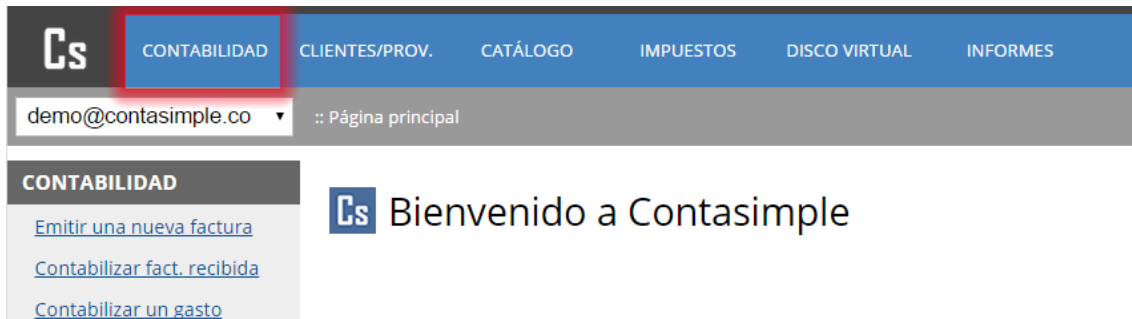 Cs CONTABILIDAD CLIENTES/PROV. CATÁLOGO IMPUESTOS DISCO VIRTUAL INFORMES
demo@contasimple.co :: Página principal
CONTABILIDAD
Cs Bienvenido a Contasimple
Emitir una nueva factura
Contabilizar fact. recibida
Contabilizar un gasto